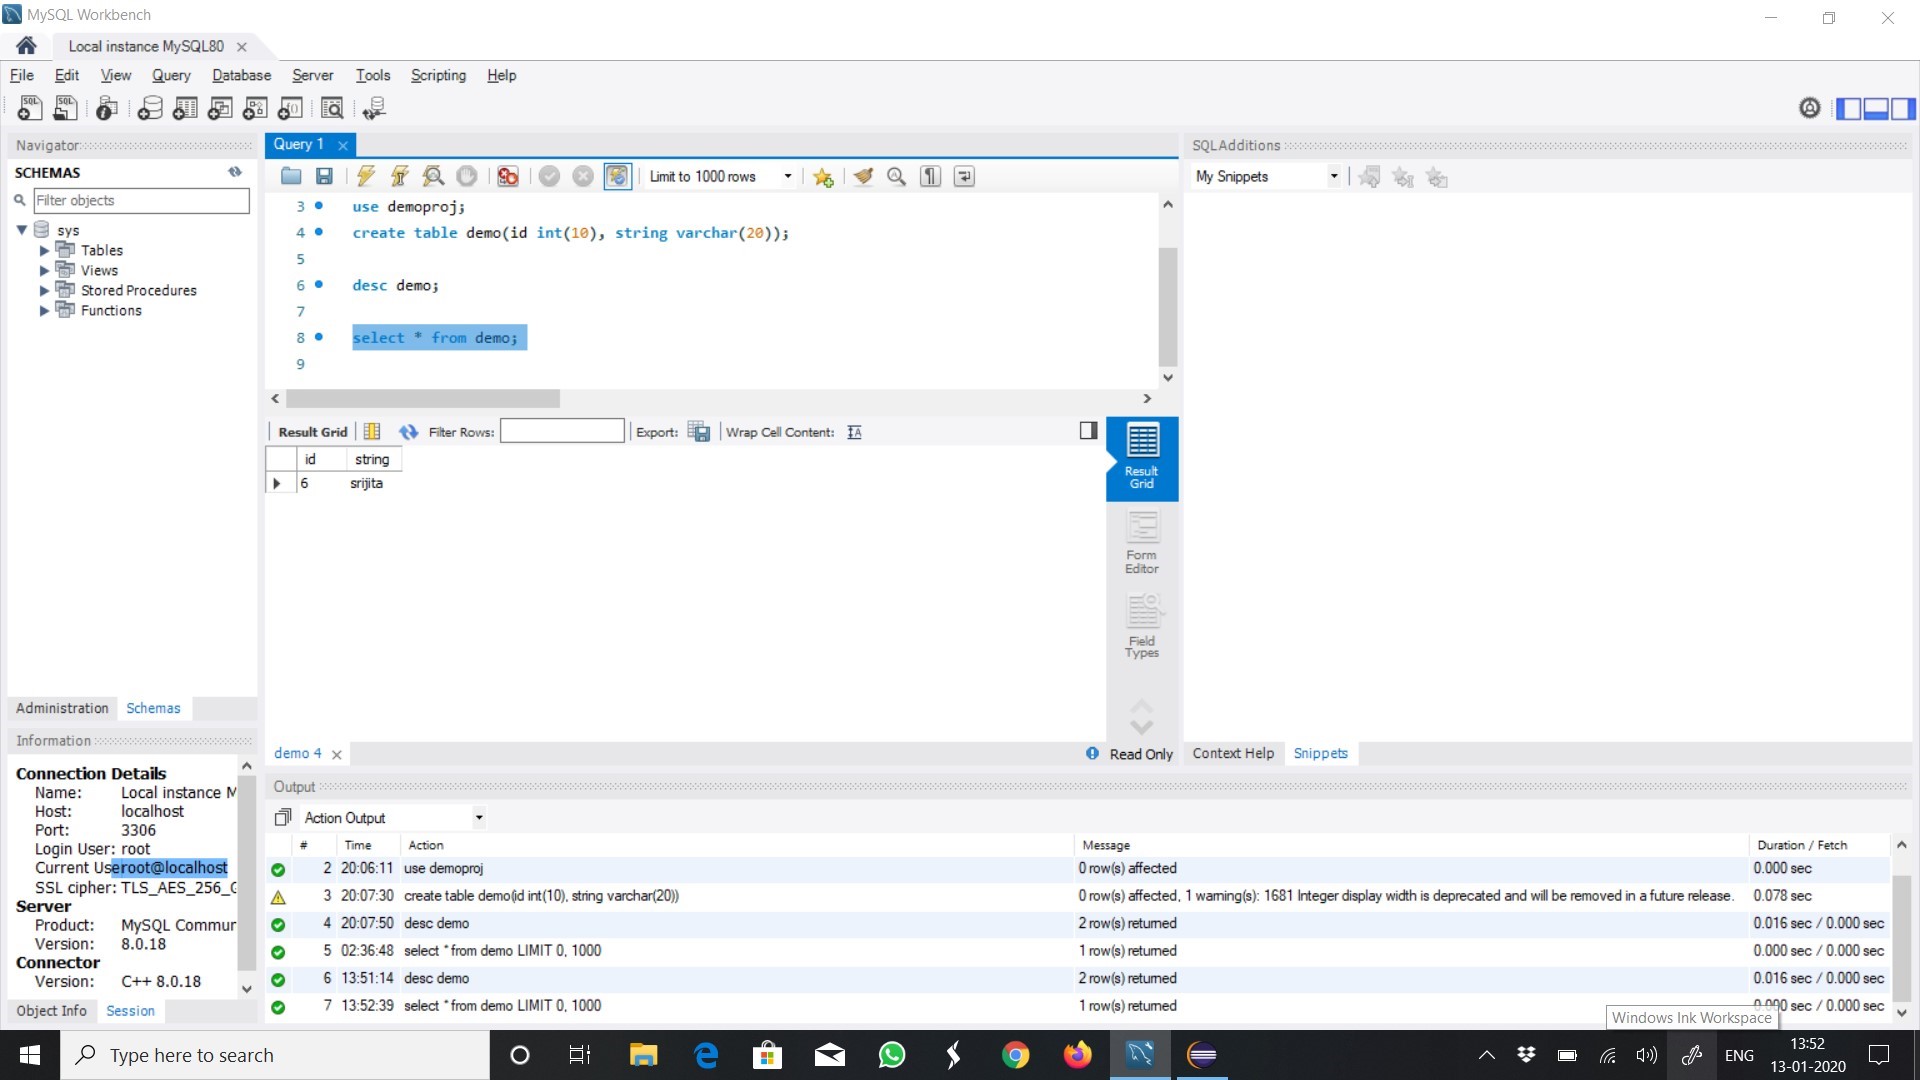 MySQL Workbench
Local instance MySQL80
File Edit View Query Database Server Tools Scripting Help
Navigator
SCHEMAS
Filter objects
sys
Tables
Views
Stored Procedures
Functions
Administration Schemas
Information
Connection Details
Name: Local instance M
Host: localhost
Port: 3306
Login User: root
Current Use root@localhost
SSL cipher: TLS_AES_256_G
Server
Product: MySQL Commun
Version: 8.0.18
Connector
Version: C++ 8.0.18
Object Info Session
Query 1
Limit to 1000 rows
3 use demoproj;
4 create table demo(id int(10), string varchar(20));
5
6 desc demo;
7
8 select * from demo;
9
Result Grid Filter Rows: Export: Wrap Cell Content: IA
id string
6 srijita
Result Grid
Form Editor
Field Types
demo 4
Read Only
SQLAdditions
My Snippets
Context Help Snippets
Output
Action Output
# Time Action Message Duration / Fetch
2 20:06:11 use demoproj 0 row(s) affected 0.000 sec
3 20:07:30 create table demo(id int(10), string varchar(20)) 0 row(s) affected, 1 warning(s): 1681 Integer display width is deprecated and will be removed in a future release. 0.078 sec
4 20:07:50 desc demo 2 row(s) returned 0.016 sec / 0.000 sec
5 02:36:48 select * from demo LIMIT 0, 1000 1 row(s) returned 0.000 sec / 0.000 sec
6 13:51:14 desc demo 2 row(s) returned 0.016 sec / 0.000 sec
7 13:52:39 select * from demo LIMIT 0, 1000 1 row(s) returned 0.000 sec / 0.000 sec
Windows Ink Workspace
Type here to search
ENG
13:52
13-01-2020